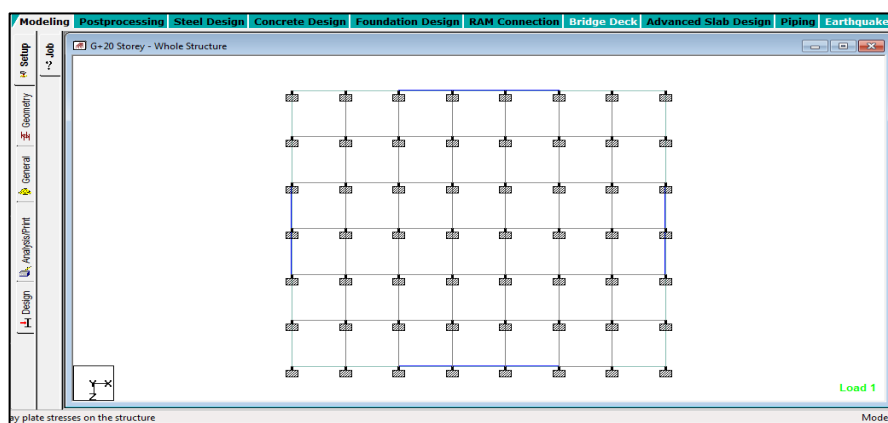 Modeling Postprocessing Steel Design Concrete Design Foundation Design RAM Connection Bridge Deck Advanced Slab Design Piping Earthquake
G+20 Storey - Whole Structure
Setup
? Job
Geometry
General
Analysis/Print
Design
Y X
Z
Load 1
ay plate stresses on the structure
Mode